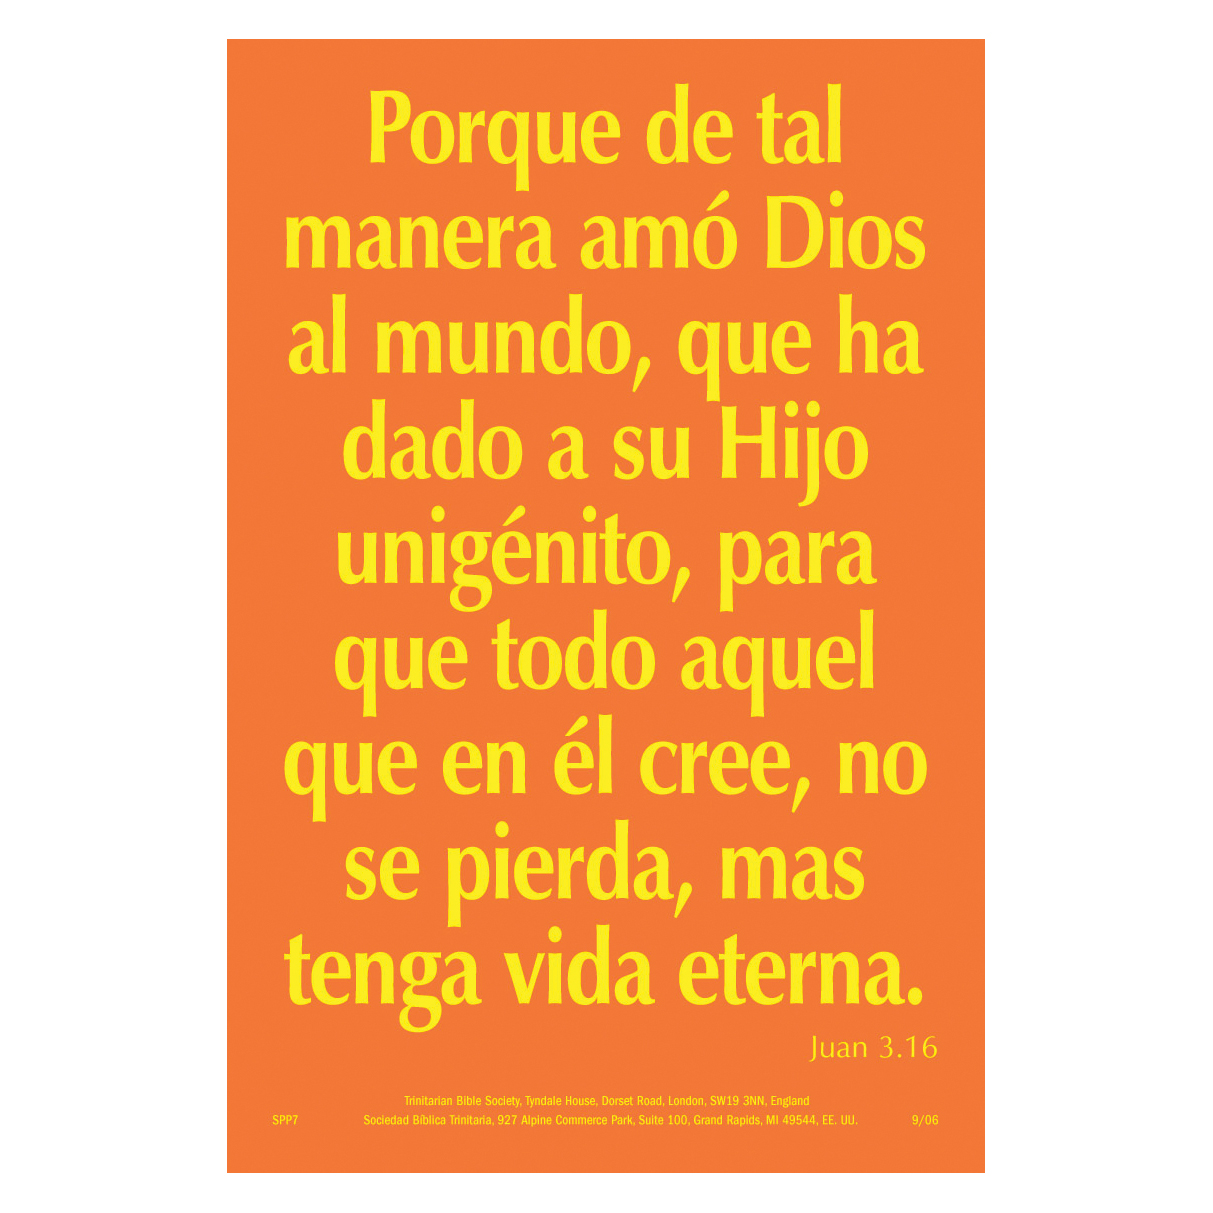 Porque de tal
manera amó Dios
al mundo, que ha
dado a su Hijo
unigénito, para
que todo aquel
que en él cree, no
se pierda, mas
tenga vida eterna.
Juan 3.16
Trinitarian Bible Society, Tyndale House, Dorset Road, London, SW19 3NN, England
SPP7 Sociedad Bíblica Trinitaria, 927 Alpine Commerce Park, Suite 100, Grand Rapids, MI 49544, EE. UU. 9/06